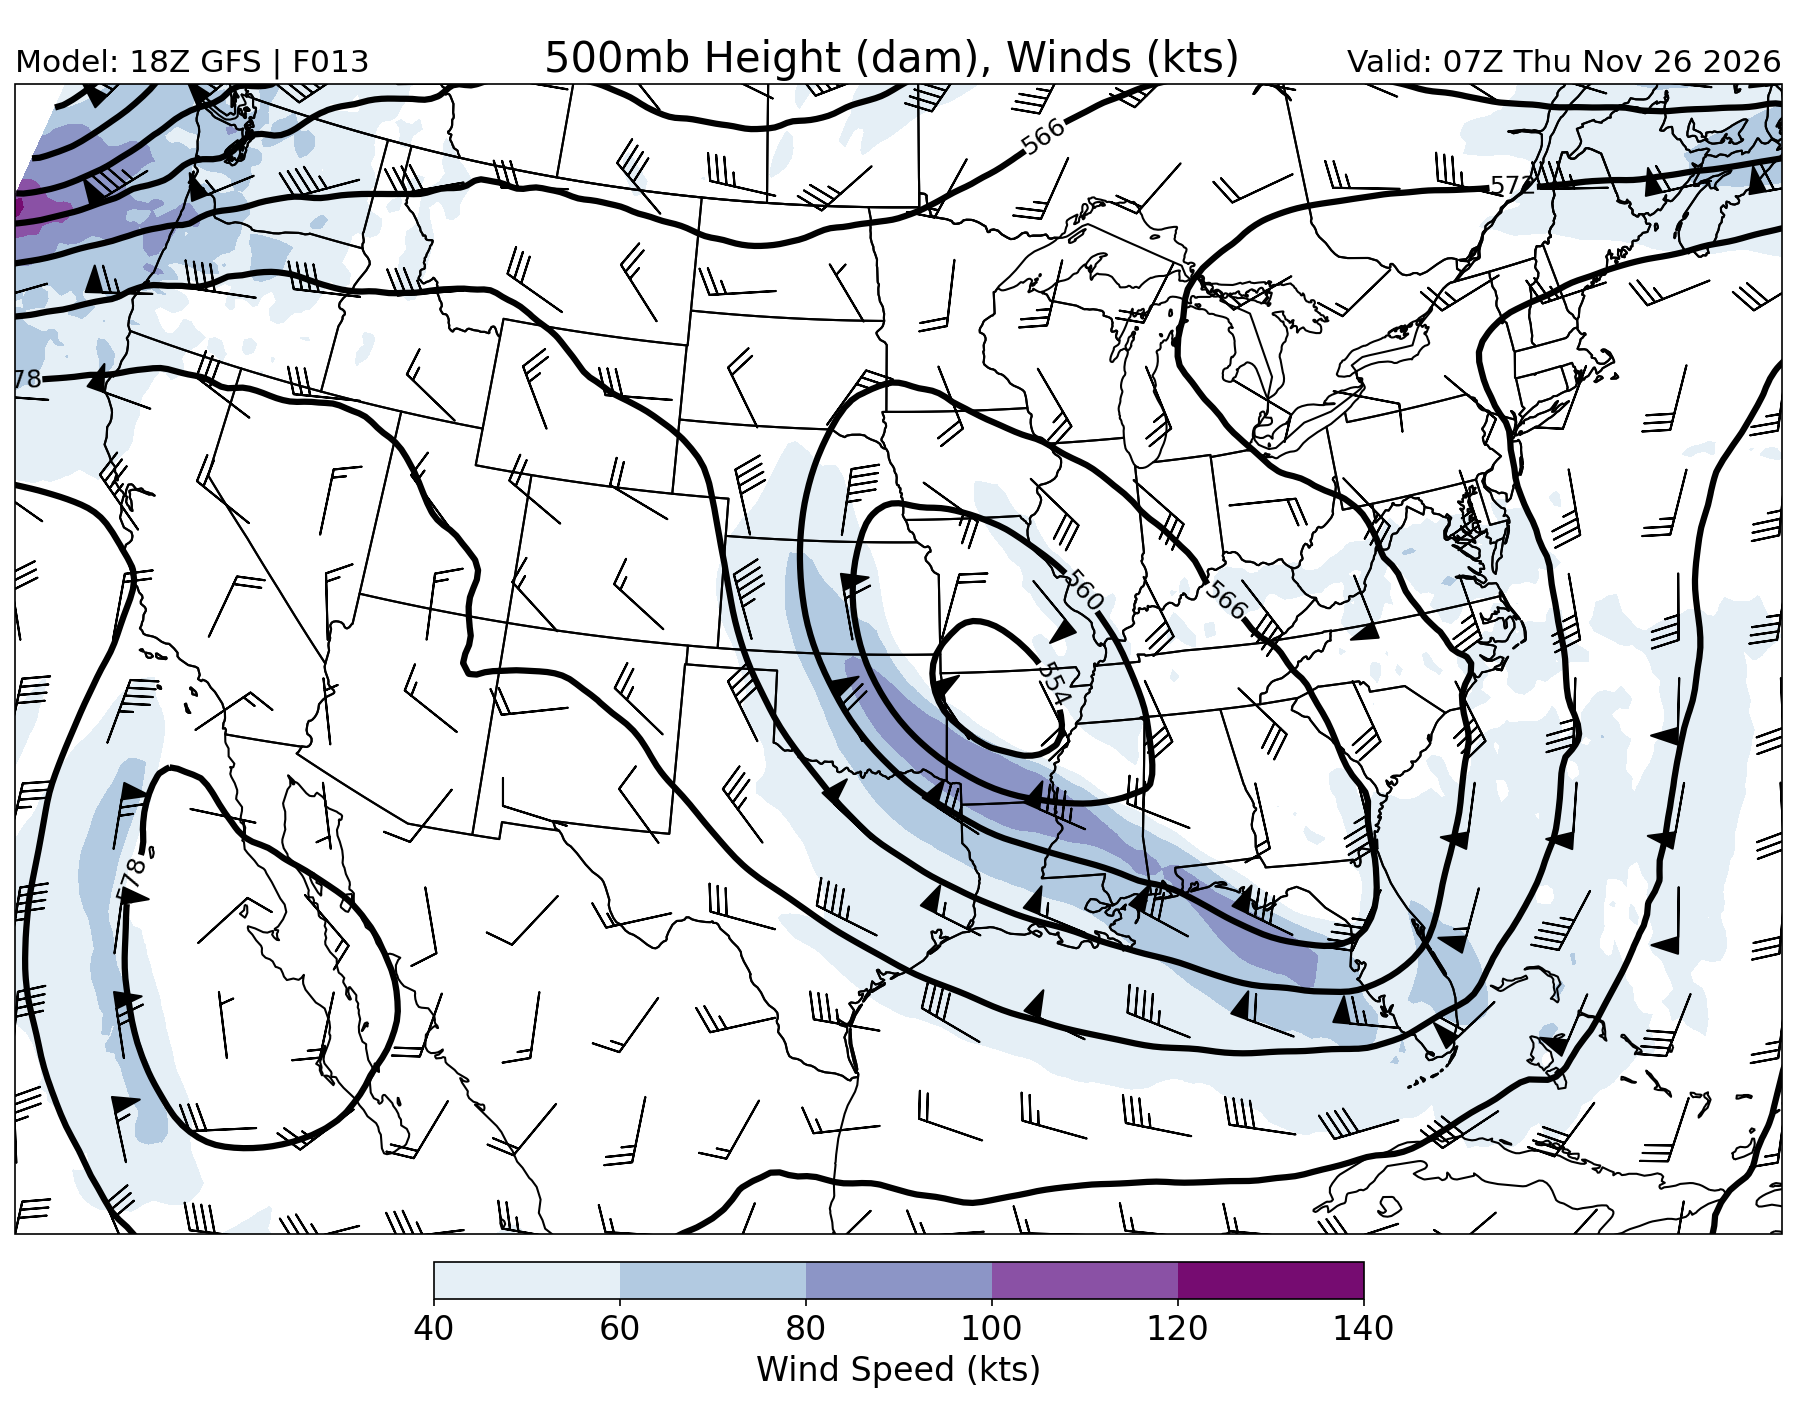 Model: 18Z GFS | F013
500mb Height (dam), Winds (kts)
Valid: 07Z Thu Nov 26 2026
566
572
78
560
566
554
578
40 60 80 100 120 140
Wind Speed (kts)